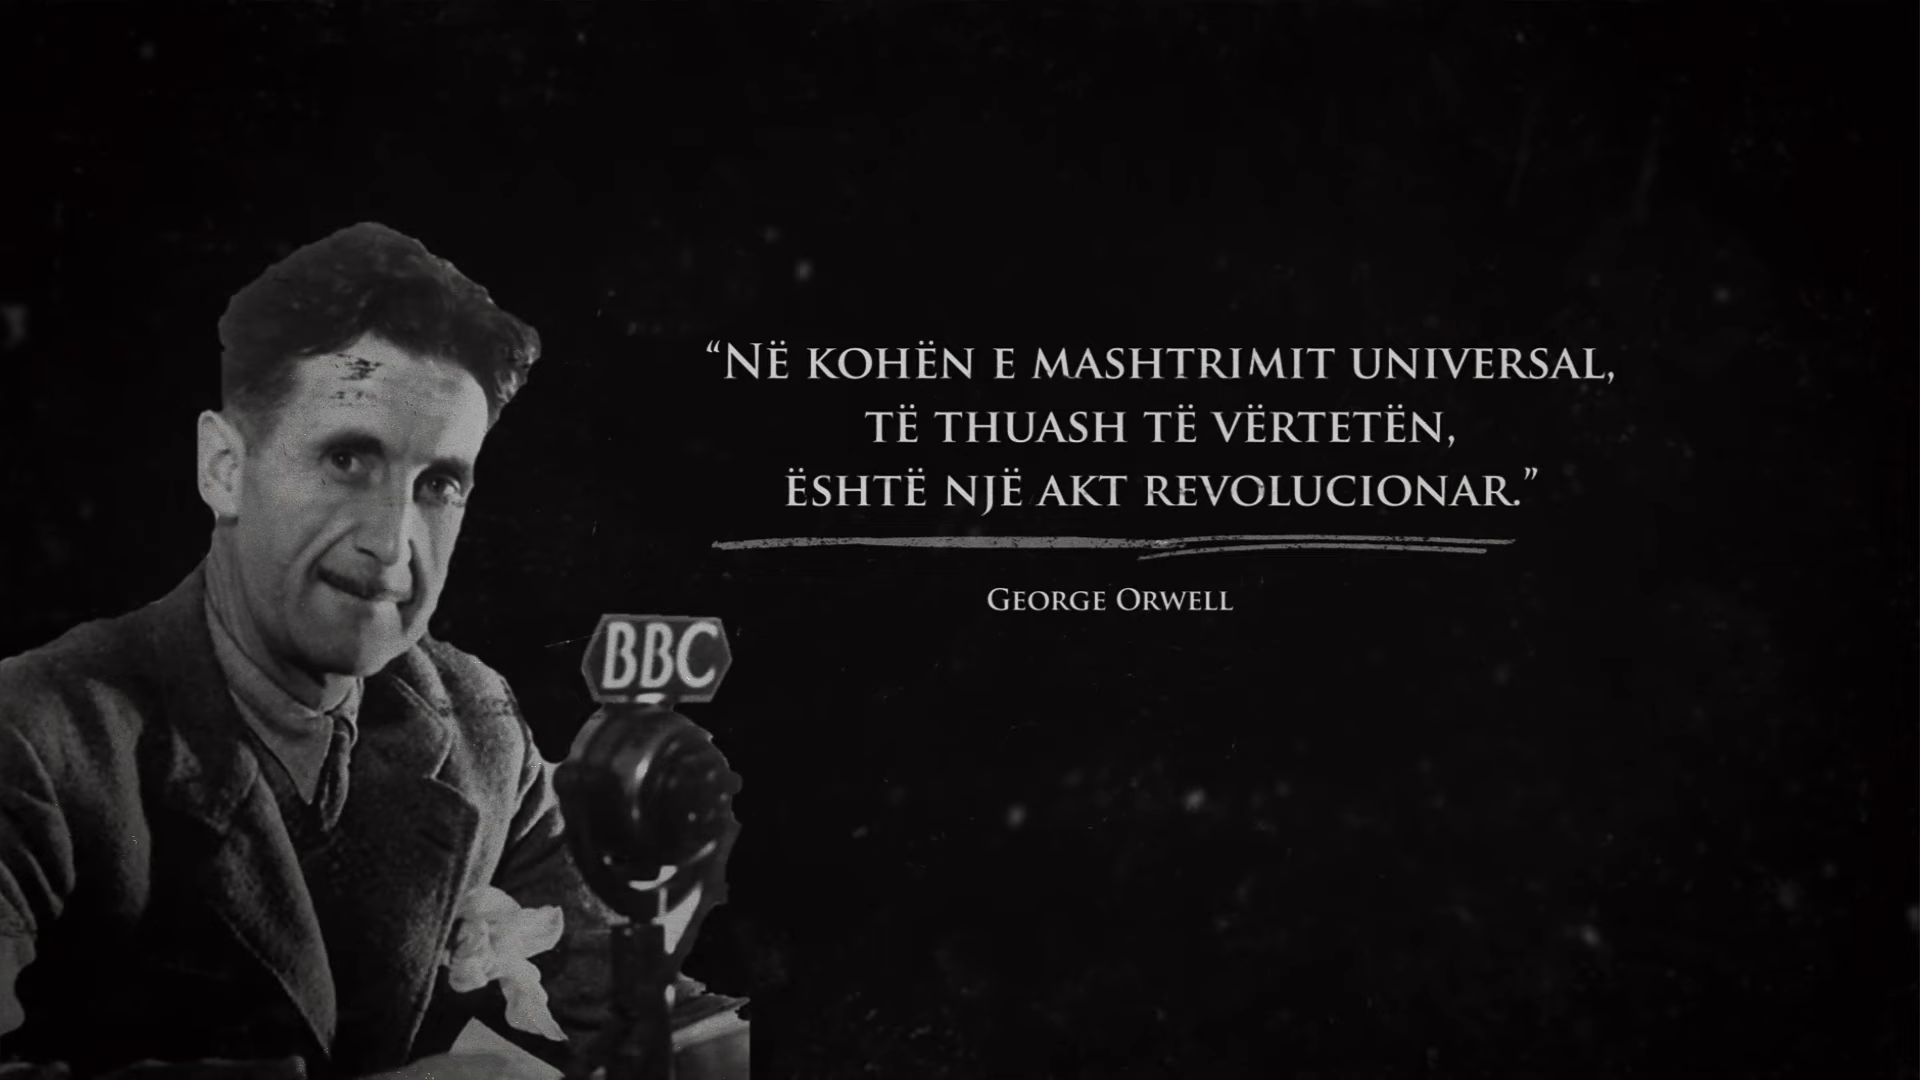 “Në kohën e mashtrimit universal,
të thuash të vërtetën,
është një akt revolucionar.”
George Orwell
BBC